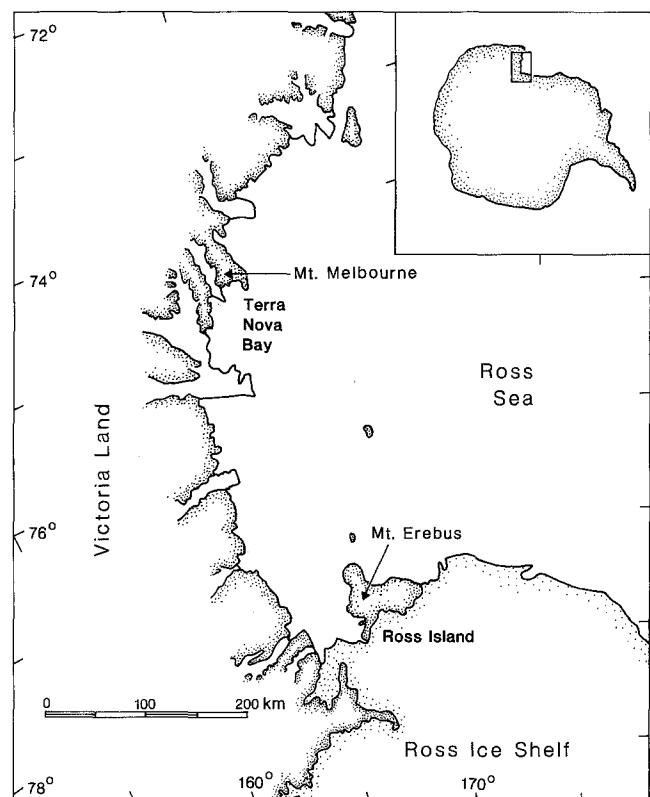 72°
Mt. Melbourne
74°
Terra
Nova
Bay
Ross
Sea
Victoria Land
76°
Mt. Erebus
Ross Island
0 100 200 km
Ross Ice Shelf
78°
160°
170°